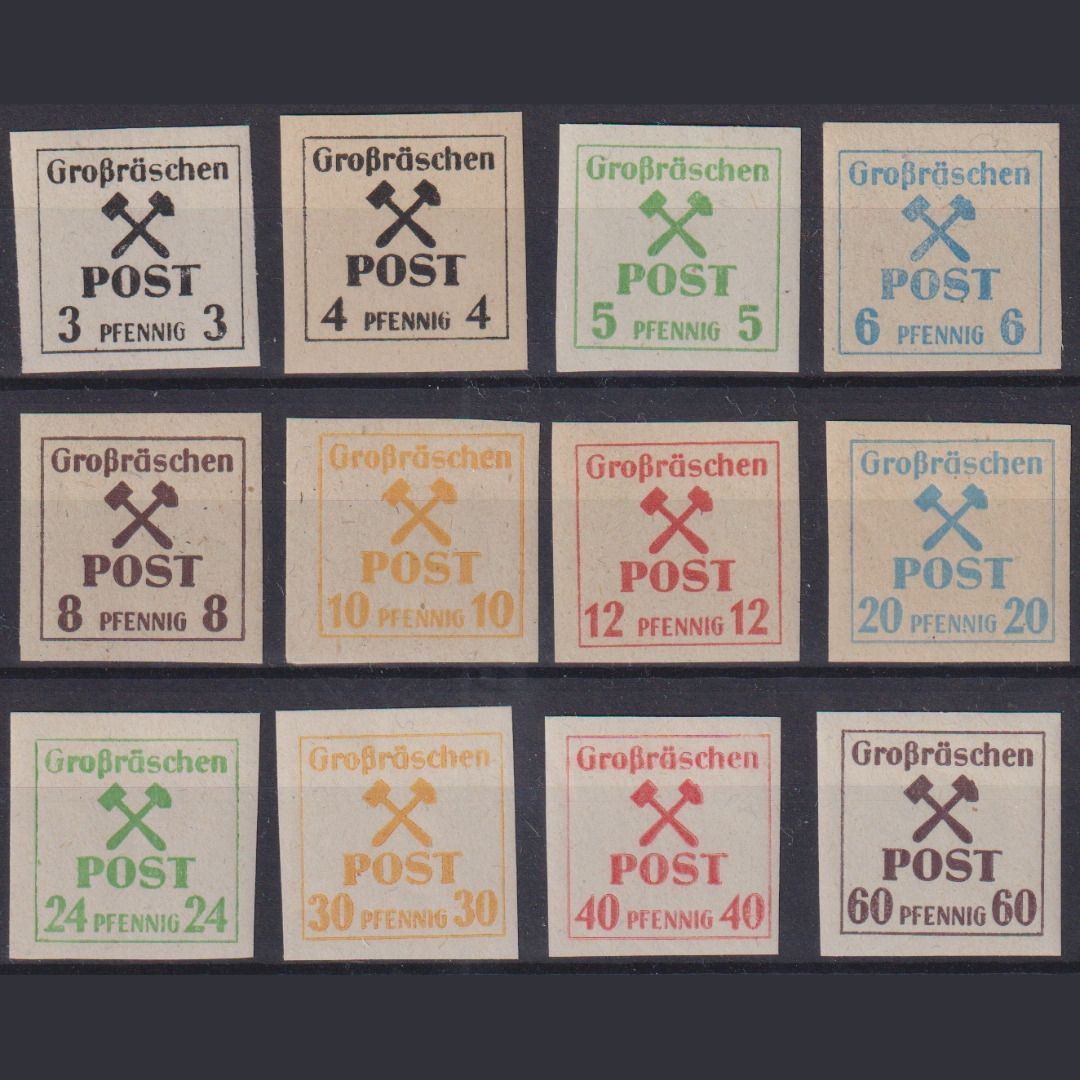 Großräschen
POST
3 PFENNIG 3
Großräschen
POST
4 PFENNIG 4
Großräschen
POST
5 PFENNIG 5
Großräschen
POST
6 PFENNIG 6
Großräschen
POST
8 PFENNIG 8
Großräschen
POST
10 PFENNIG 10
Großräschen
POST
12 PFENNIG 12
Großräschen
POST
20 PFENNIG 20
Großräschen
POST
24 PFENNIG 24
Großräschen
POST
30 PFENNIG 30
Großräschen
POST
40 PFENNIG 40
Großräschen
POST
60 PFENNIG 60